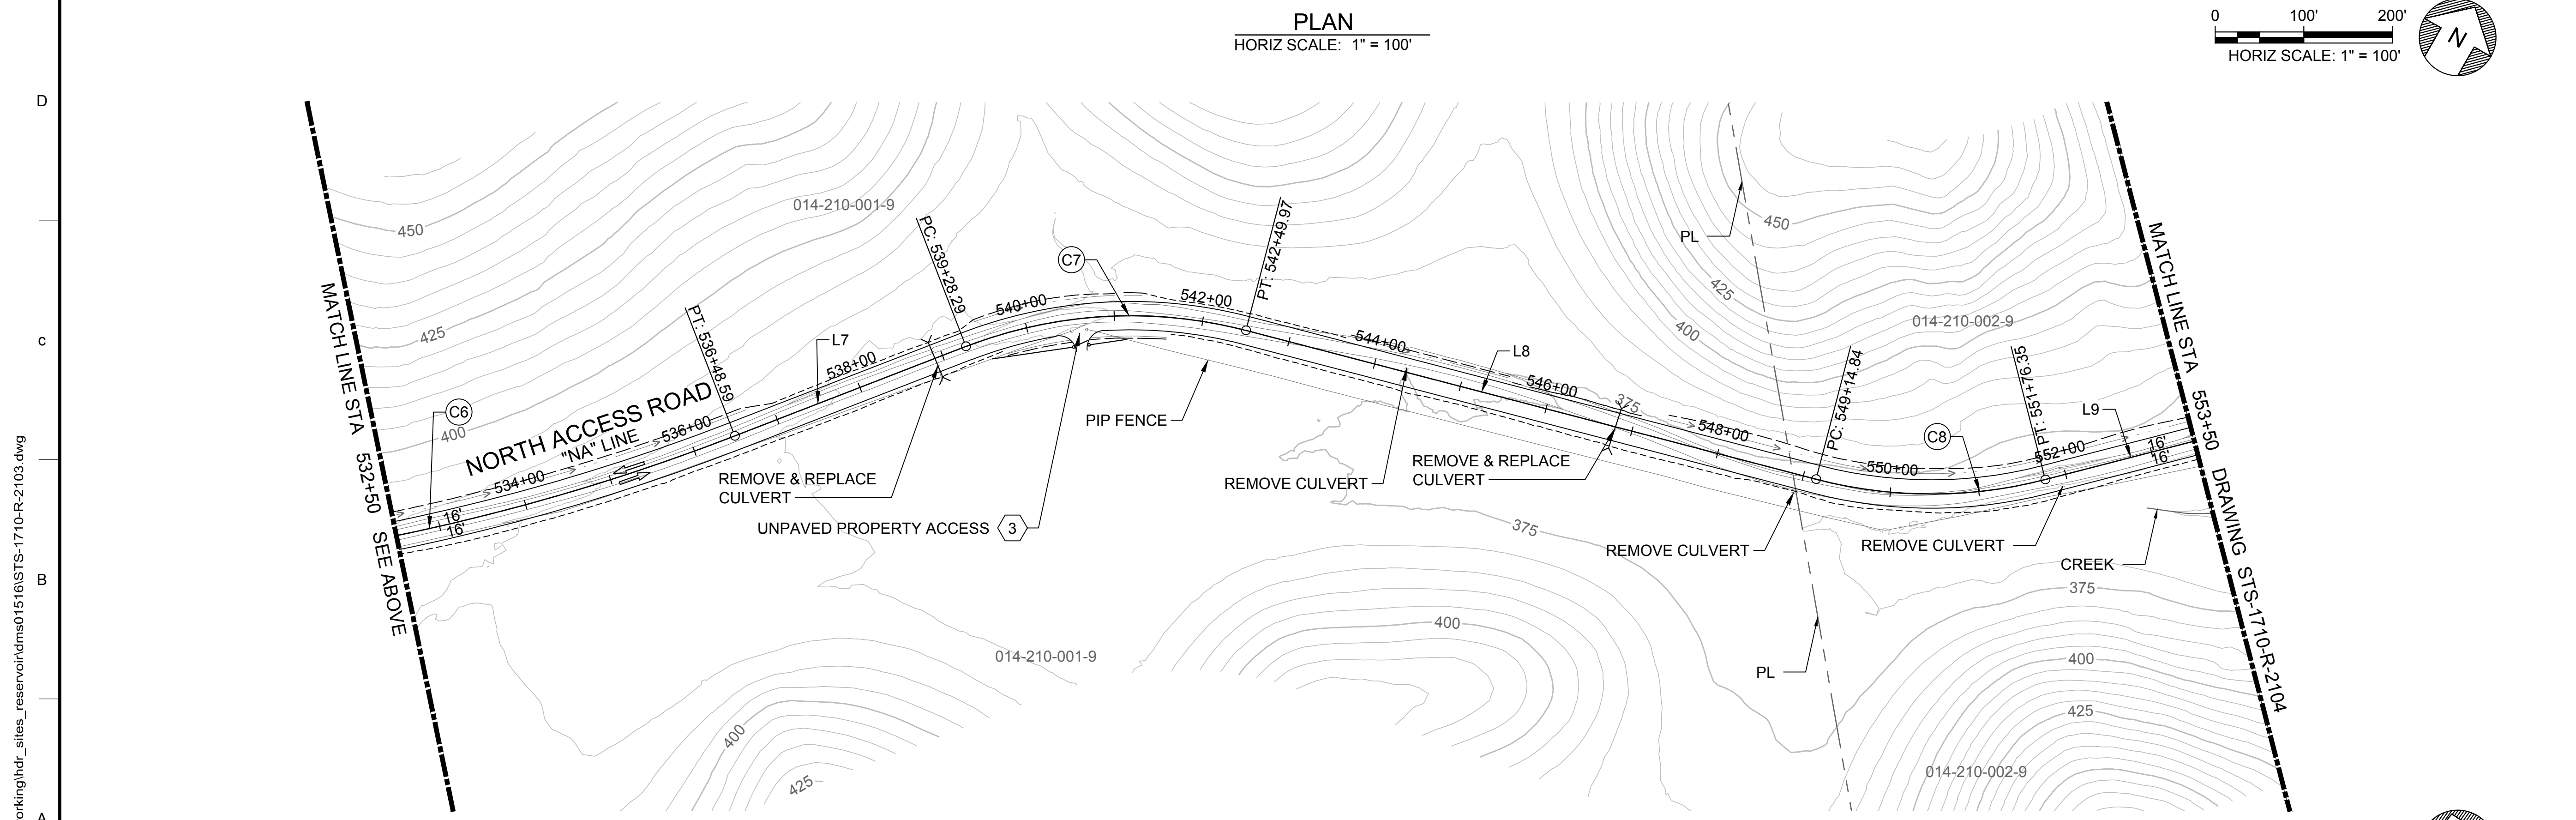 PLAN
HORIZ SCALE: 1" = 100'
0 100' 200'
HORIZ SCALE: 1" = 100'
N
D
C
B
A
orking\hdr_sites_reservoir\dms01516\STS-1710-R-2103.dwg
MATCH LINE STA 532+50 SEE ABOVE
450
425
400
C6
NORTH ACCESS ROAD
"NA" LINE
534+00
16'
16'
536+00
PT: 536+48.59
L7
538+00
014-210-001-9
PC: 539+28.29
540+00
C7
542+00
PT: 542+49.97
REMOVE & REPLACE
CULVERT
UNPAVED PROPERTY ACCESS 3
PIP FENCE
544+00
L8
546+00
375
REMOVE CULVERT
REMOVE & REPLACE
CULVERT
375
548+00
PL
450
425
400
014-210-002-9
PC: 549+14.84
550+00
C8
PT: 551+76.35
552+00
L9
16'
16'
REMOVE CULVERT
REMOVE CULVERT
CREEK
375
400
425
014-210-002-9
PL
400
014-210-001-9
400
425
MATCH LINE STA 553+50 DRAWING STS-1710-R-2104